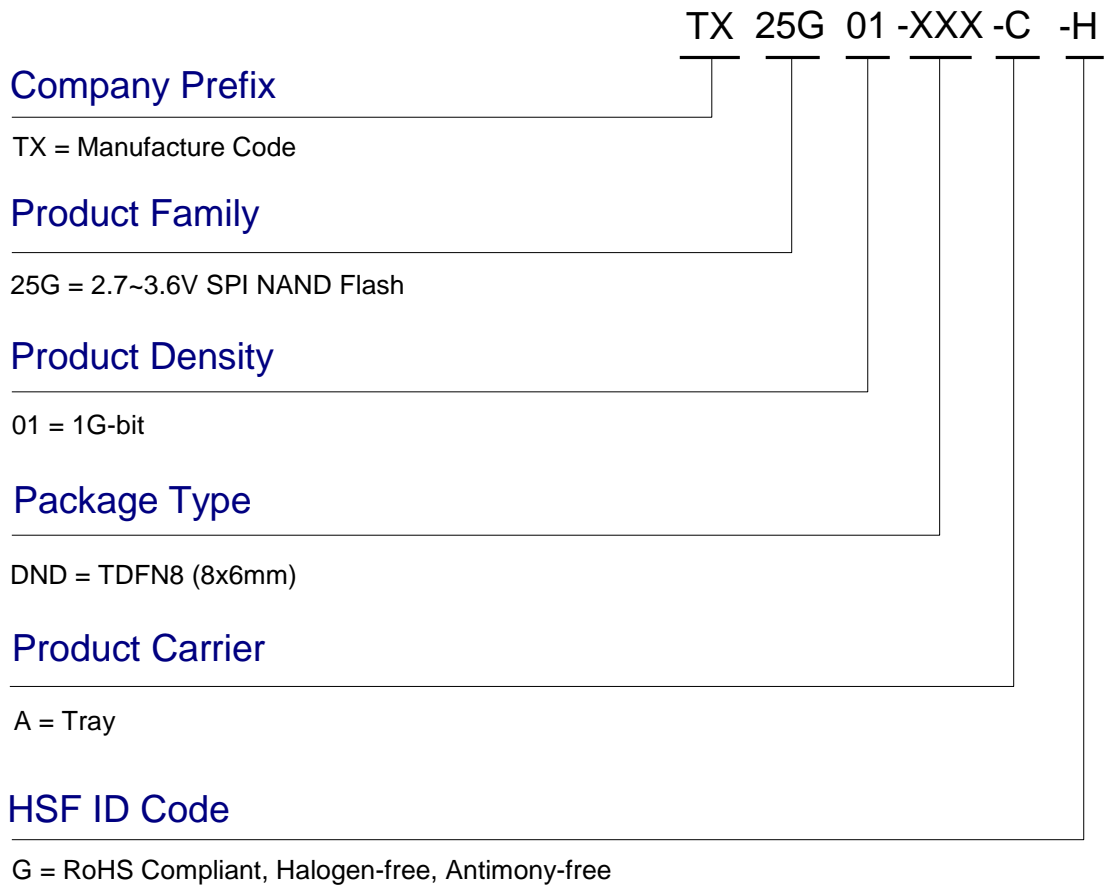 TX 25G 01 -XXX -C -H
Company Prefix
TX = Manufacture Code
Product Family
25G = 2.7~3.6V SPI NAND Flash
Product Density
01 = 1G-bit
Package Type
DND = TDFN8 (8x6mm)
Product Carrier
A = Tray
HSF ID Code
G = RoHS Compliant, Halogen-free, Antimony-free